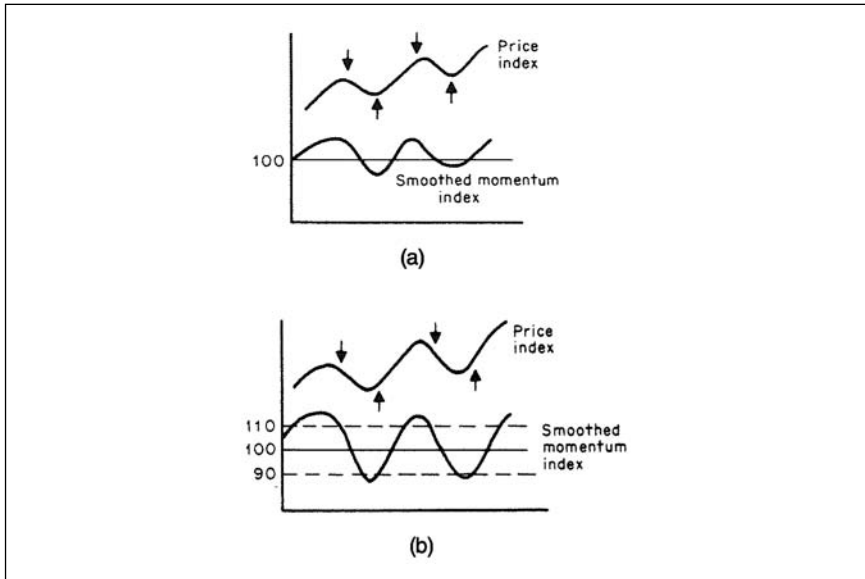 Price
index
100
Smoothed momentum
index
(a)
Price
index
110
100
90
Smoothed
momentum
index
(b)